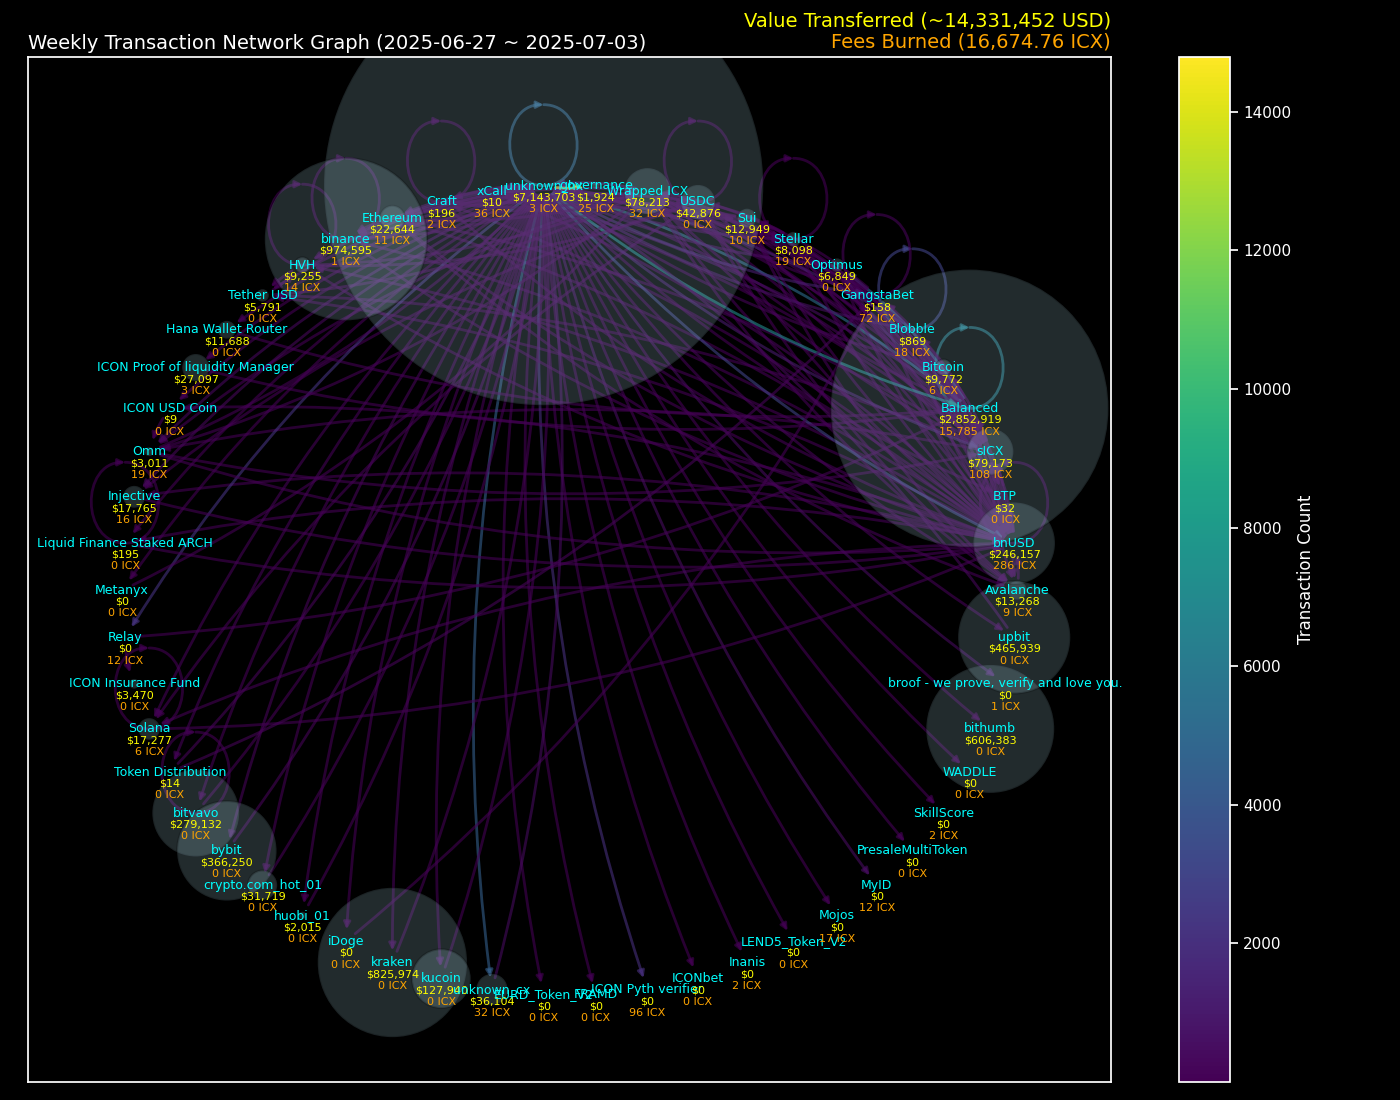 Value Transferred (~14,331,452 USD)
Weekly Transaction Network Graph (2025-06-27 ~ 2025-07-03)
Fees Burned (16,674.76 ICX)
governance
$1,924
25 ICX
$7,143,703
3 ICX
xCall
$10
36 ICX
Craft
$196
2 ICX
Ethereum
$22,644
11 ICX
binance
$974,595
1 ICX
HVH
$9,255
14 ICX
Tether USD
$5,791
0 ICX
Hana Wallet Router
$11,688
0 ICX
ICON Proof of liquidity Manager
$27,097
3 ICX
ICON USD Coin
$9
0 ICX
Omm
$3,011
19 ICX
Injective
$17,765
16 ICX
Liquid Finance Staked ARCH
$195
0 ICX
Metanyx
$0
0 ICX
Relay
$0
12 ICX
ICON Insurance Fund
$3,470
0 ICX
Solana
$17,277
6 ICX
Token Distribution
$14
0 ICX
bitvavo
$279,132
0 ICX
bybit
$366,250
0 ICX
crypto.com_hot_01
$31,719
0 ICX
huobi_01
$2,015
0 ICX
iDoge
$0
0 ICX
kraken
$825,974
0 ICX
kucoin
$127,940
0 ICX
$36,104
32 ICX
$0
0 ICX
$0
0 ICX
ICON Pyth verifier
$0
96 ICX
ICONbet
$0
0 ICX
Inanis
$0
2 ICX
LEND5_Token_V2
$0
0 ICX
Mojos
$0
17 ICX
MyID
$0
12 ICX
PresaleMultiToken
$0
0 ICX
SkillScore
$0
2 ICX
WADDLE
$0
0 ICX
bithumb
$606,383
0 ICX
broof - we prove, verify and love you.
$0
1 ICX
upbit
$465,939
0 ICX
Avalanche
$13,268
9 ICX
bnUSD
$246,157
286 ICX
BTP
$32
0 ICX
sICX
$79,173
108 ICX
Balanced
$2,852,919
15,785 ICX
Bitcoin
$9,772
6 ICX
Blobble
$869
18 ICX
GangstaBet
$158
72 ICX
Optimus
$6,849
0 ICX
Stellar
$8,098
19 ICX
Sui
$12,949
10 ICX
USDC
$42,876
0 ICX
Wrapped ICX
$78,213
32 ICX
14000
12000
10000
8000
6000
4000
2000
Transaction Count